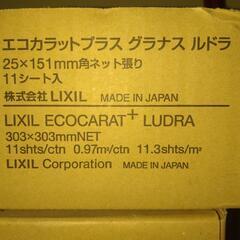 エコカラットプラス グラナス ルドラ
25×151mm角ネット張り
11シート入
株式会社 LIXIL MADE IN JAPAN
LIXIL ECOCARAT+ LUDRA
303×303mmNET
11shts/ctn 0.97m²/ctn 11.3shts/m²
LIXIL Corporation MADE IN JAPAN